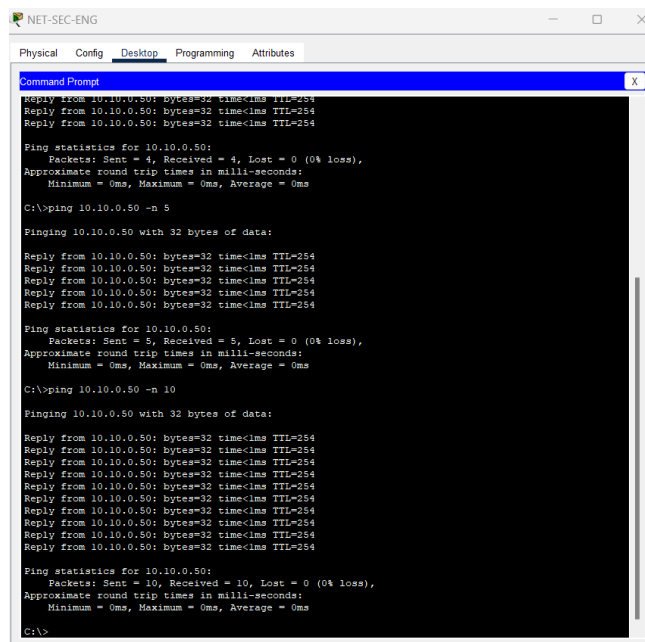 NET-SEC-ENG
Physical Config Desktop Programming Attributes
Command Prompt
X
Reply from 10.10.0.50: bytes=32 time<1ms TTL=254
Reply from 10.10.0.50: bytes=32 time<1ms TTL=254
Reply from 10.10.0.50: bytes=32 time<1ms TTL=254
Ping statistics for 10.10.0.50:
Packets: Sent = 4, Received = 4, Lost = 0 (0% loss),
Approximate round trip times in milli-seconds:
Minimum = 0ms, Maximum = 0ms, Average = 0ms
C:\>ping 10.10.0.50 -n 5
Pinging 10.10.0.50 with 32 bytes of data:
Reply from 10.10.0.50: bytes=32 time<1ms TTL=254
Reply from 10.10.0.50: bytes=32 time<1ms TTL=254
Reply from 10.10.0.50: bytes=32 time<1ms TTL=254
Reply from 10.10.0.50: bytes=32 time<1ms TTL=254
Reply from 10.10.0.50: bytes=32 time<1ms TTL=254
Ping statistics for 10.10.0.50:
Packets: Sent = 5, Received = 5, Lost = 0 (0% loss),
Approximate round trip times in milli-seconds:
Minimum = 0ms, Maximum = 0ms, Average = 0ms
C:\>ping 10.10.0.50 -n 10
Pinging 10.10.0.50 with 32 bytes of data:
Reply from 10.10.0.50: bytes=32 time<1ms TTL=254
Reply from 10.10.0.50: bytes=32 time<1ms TTL=254
Reply from 10.10.0.50: bytes=32 time<1ms TTL=254
Reply from 10.10.0.50: bytes=32 time<1ms TTL=254
Reply from 10.10.0.50: bytes=32 time<1ms TTL=254
Reply from 10.10.0.50: bytes=32 time<1ms TTL=254
Reply from 10.10.0.50: bytes=32 time<1ms TTL=254
Reply from 10.10.0.50: bytes=32 time<1ms TTL=254
Reply from 10.10.0.50: bytes=32 time<1ms TTL=254
Reply from 10.10.0.50: bytes=32 time<1ms TTL=254
Ping statistics for 10.10.0.50:
Packets: Sent = 10, Received = 10, Lost = 0 (0% loss),
Approximate round trip times in milli-seconds:
Minimum = 0ms, Maximum = 0ms, Average = 0ms
C:\>